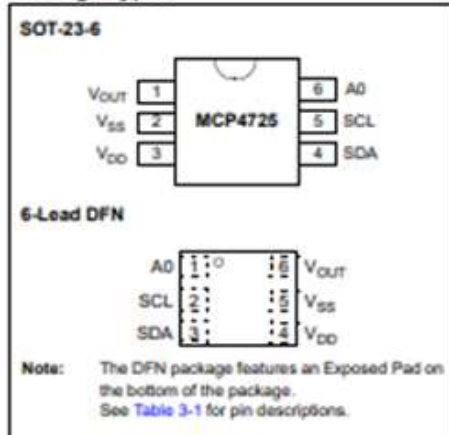 SOT-23-6
VOUT 1 6 A0
VSS 2 MCP4725 5 SCL
VDD 3 4 SDA
6-Lead DFN
A0 1 6 VOUT
SCL 2 5 VSS
SDA 3 4 VDD
Note: The DFN package features an Exposed Pad on
the bottom of the package.
See Table 3-1 for pin descriptions.